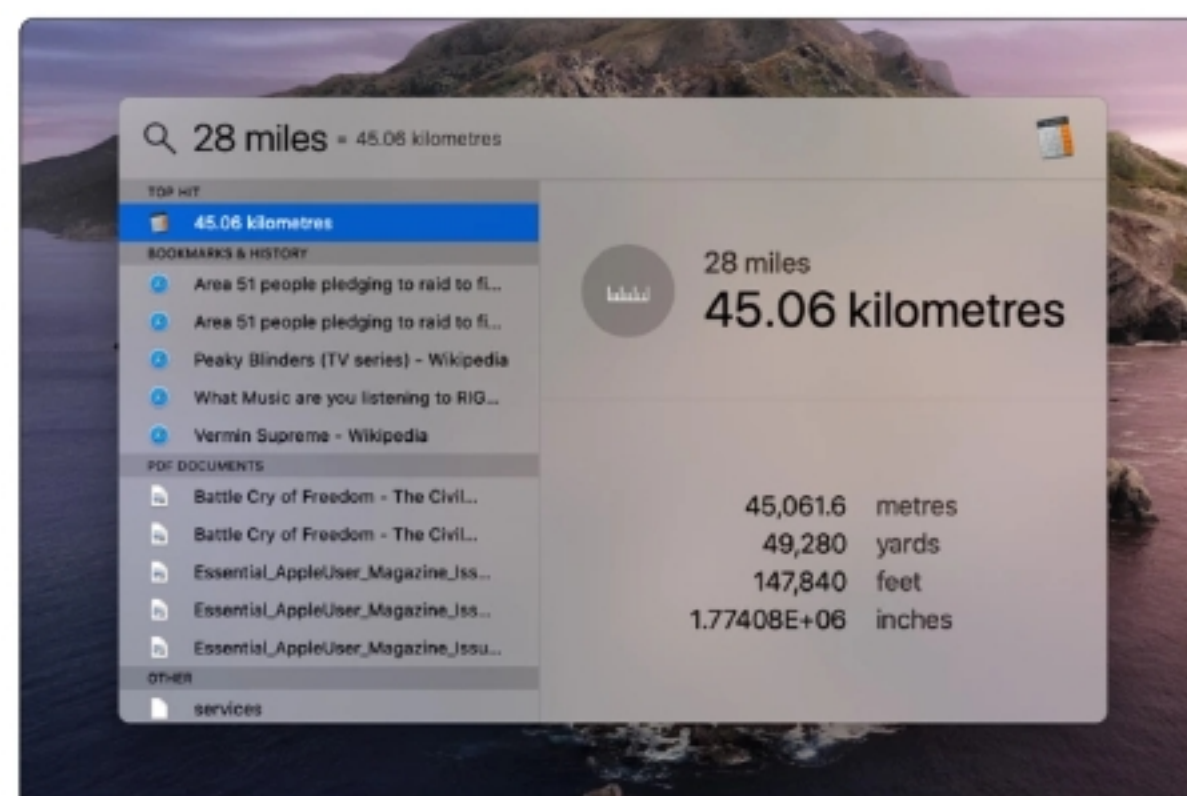 28 miles = 45.06 kilometres
TOP HIT
45.06 kilometres
BOOKMARKS & HISTORY
Area 51 people pledging to raid to fi...
Area 51 people pledging to raid to fi...
Peaky Blinders (TV series) - Wikipedia
What Music are you listening to RIG...
Vermin Supreme - Wikipedia
PDF DOCUMENTS
Battle Cry of Freedom - The Civil...
Battle Cry of Freedom - The Civil...
Essential_AppleUser_Magazine_Iss...
Essential_AppleUser_Magazine_Iss...
Essential_AppleUser_Magazine_Issu...
OTHER
services
28 miles
45.06 kilometres
45,061.6 metres
49,280 yards
147,840 feet
1.77408E+06 inches